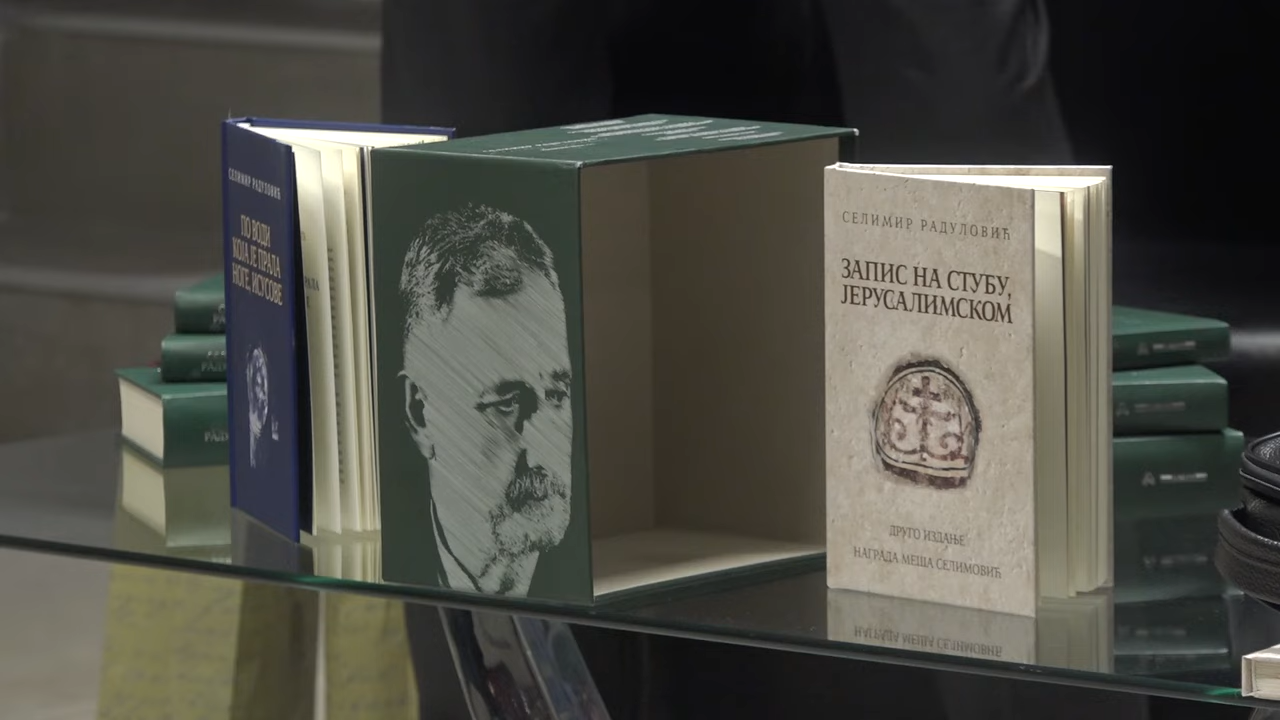 СЕЛИМИР РАДУЛОВИЋ
ПО ВОДИ
КОЈА ЈЕ ПРАЛА
НОГЕ, ИСУСОВЕ
СЕЛИМИР РАДУЛОВИЋ
ЗАПИС НА СТУБУ,
ЈЕРУСАЛИМСКОМ
ДРУГО ИЗДАЊЕ
НАГРАДА МЕША СЕЛИМОВИЋ